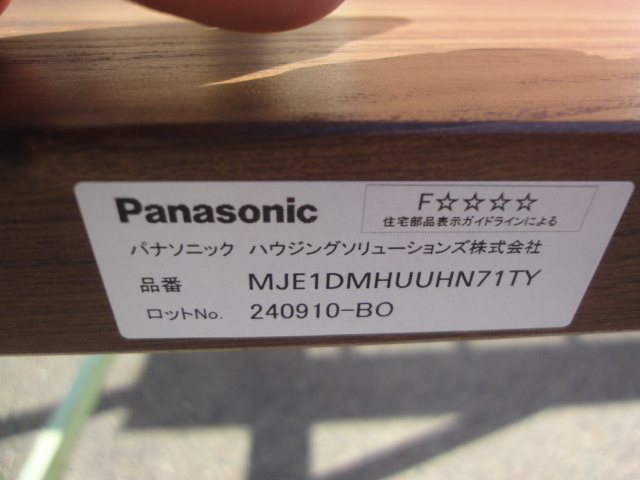 Panasonic
F☆☆☆☆
住宅部品表示ガイドラインによる
パナソニック ハウジングソリューションズ株式会社
品番 MJE1DMHUUHN71TY
ロットNo. 240910-BO